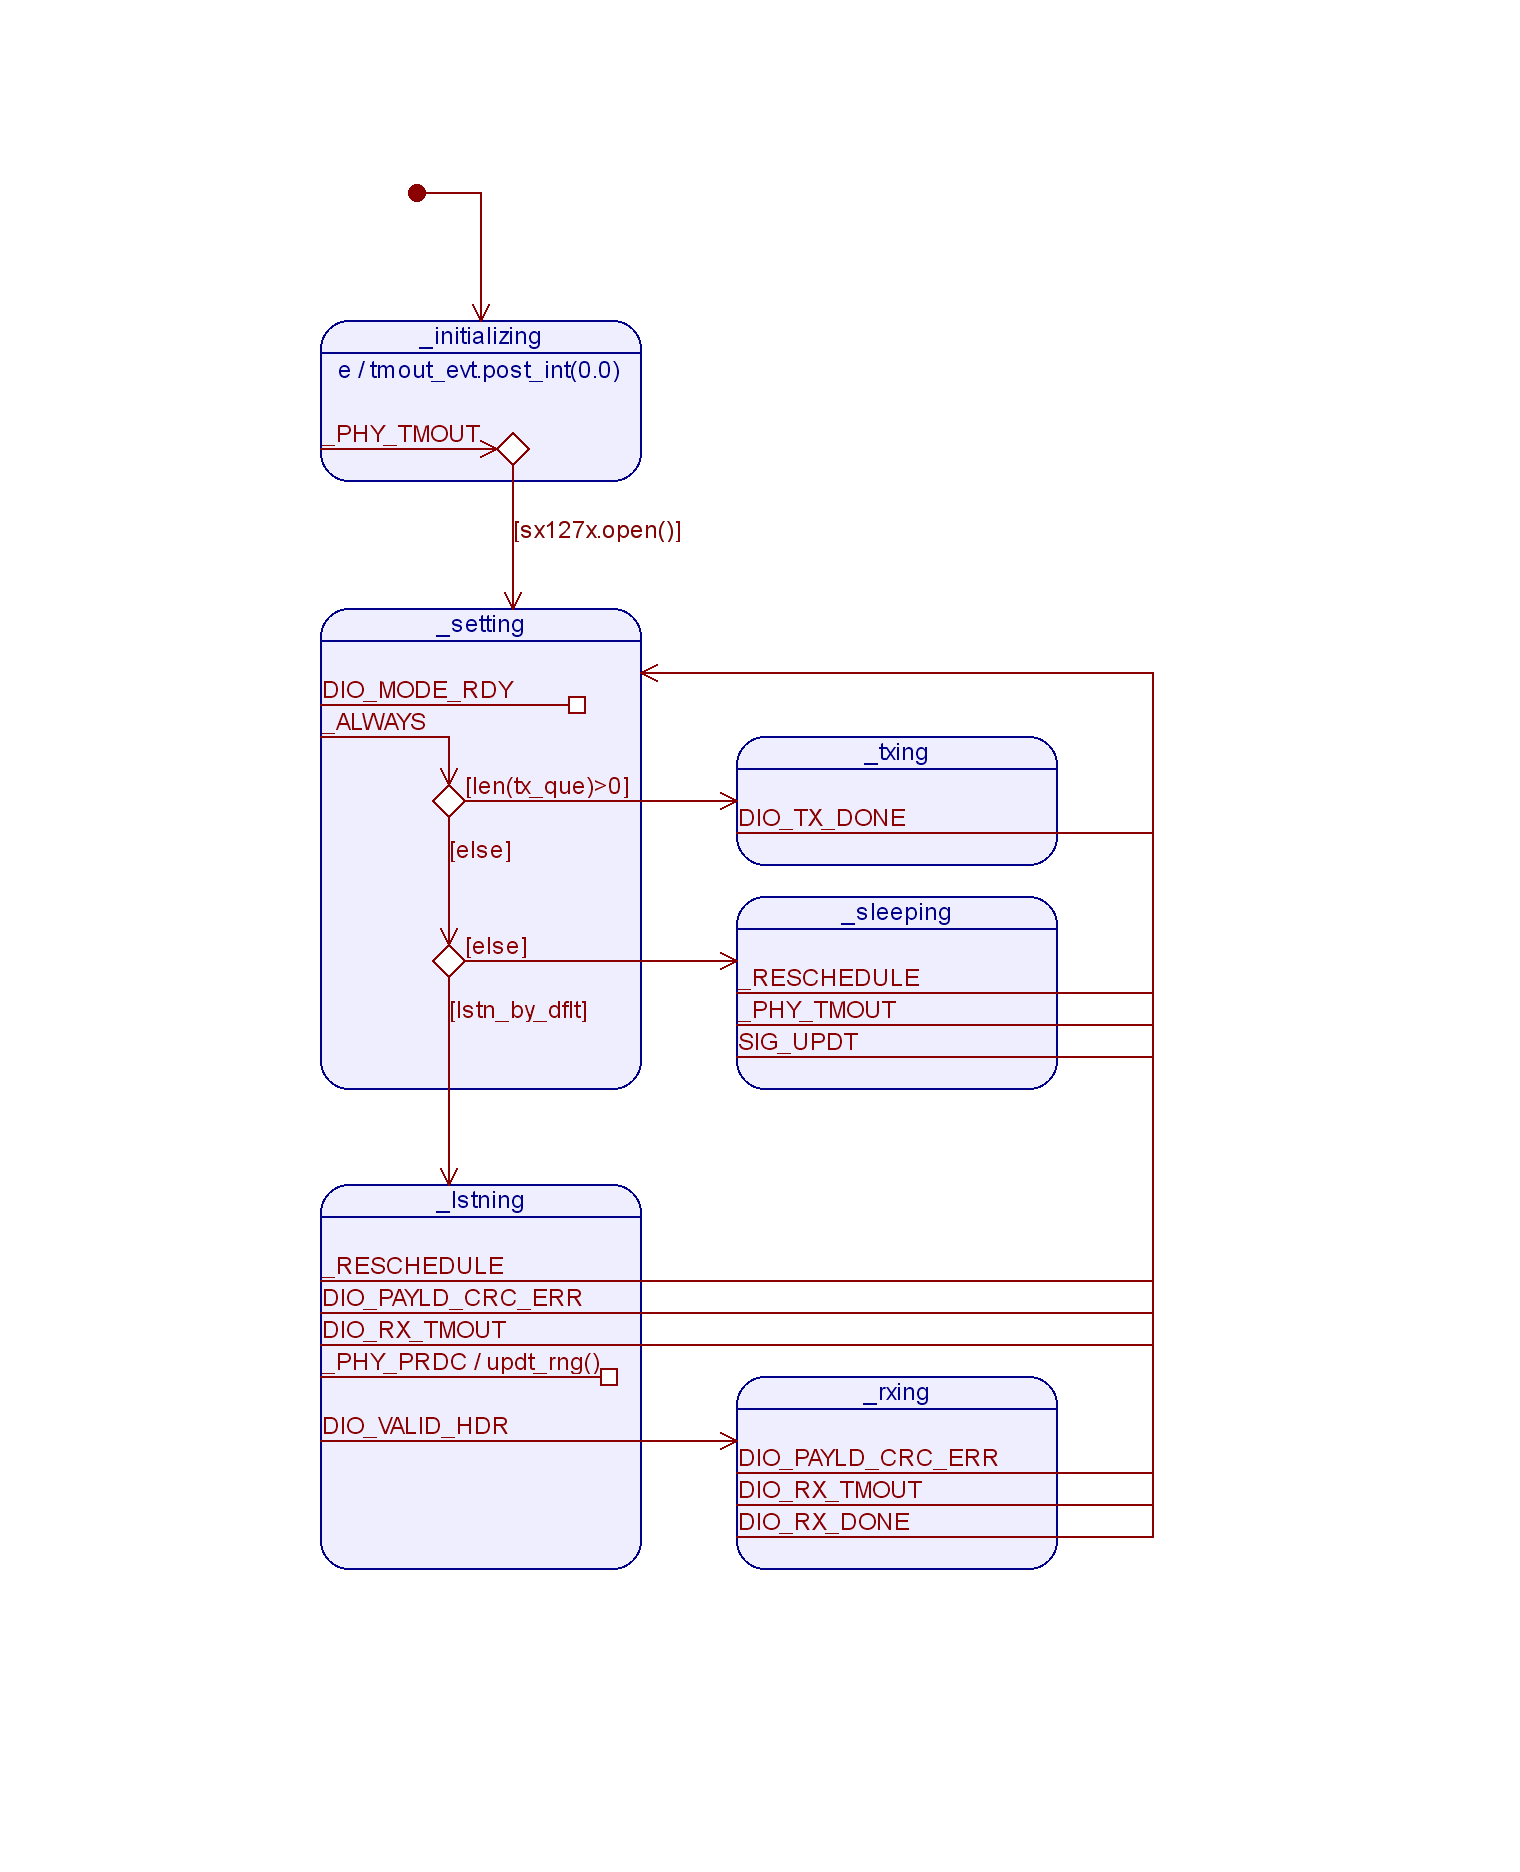 _initializing
e / tmout_evt.post_int(0.0)
_PHY_TMOUT
[sx127x.open()]
_setting
DIO_MODE_RDY
_ALWAYS
[len(tx_que)>0]
[else]
[else]
[lstn_by_dflt]
_txing
DIO_TX_DONE
_sleeping
_RESCHEDULE
_PHY_TMOUT
SIG_UPDT
_lstning
_RESCHEDULE
DIO_PAYLD_CRC_ERR
DIO_RX_TMOUT
_PHY_PRDC / updt_rng()
DIO_VALID_HDR
_rxing
DIO_PAYLD_CRC_ERR
DIO_RX_TMOUT
DIO_RX_DONE